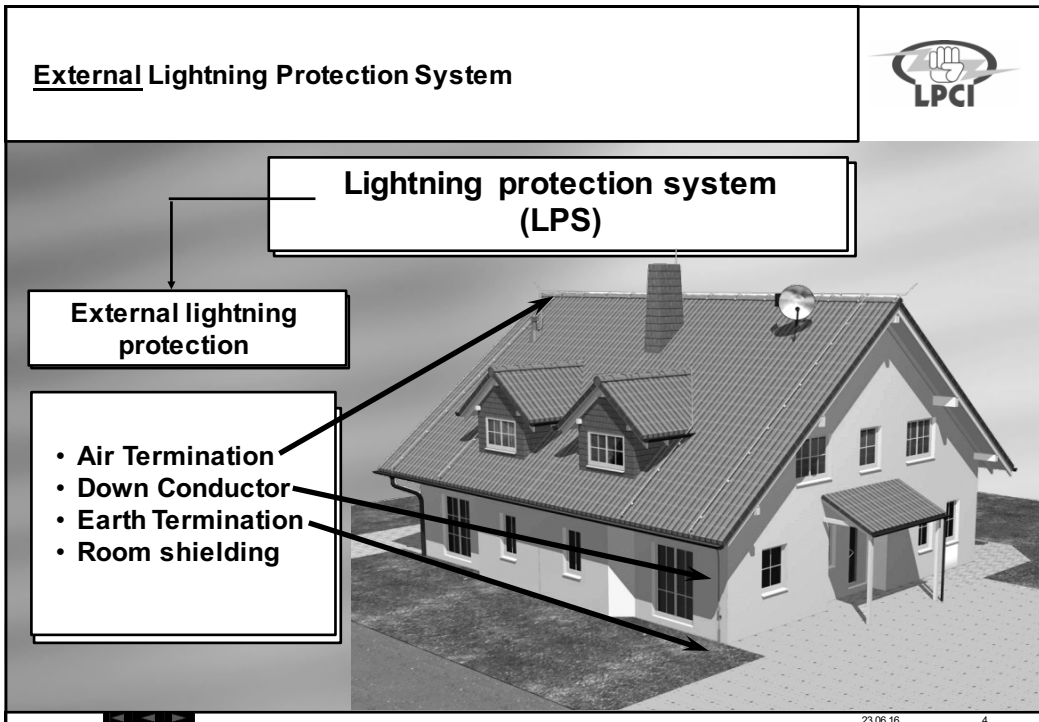 External Lightning Protection System
LPCI
Lightning protection system
(LPS)
External lightning
protection
• Air Termination
• Down Conductor
• Earth Termination
• Room shielding
23.06.16 4